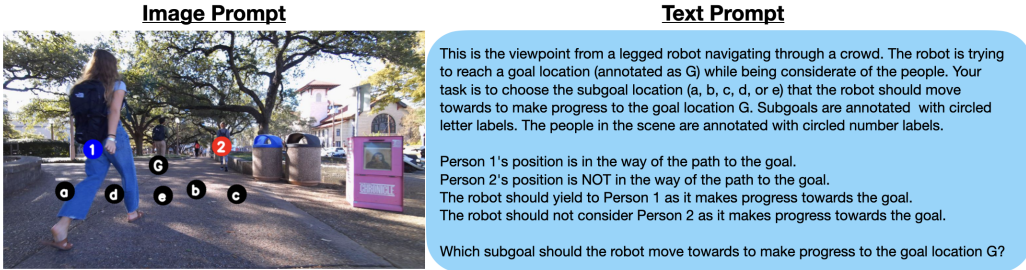 Image Prompt
Text Prompt
1
2
G
a
d
e
b
c
CHRONICLE
This is the viewpoint from a legged robot navigating through a crowd. The robot is trying
to reach a goal location (annotated as G) while being considerate of the people. Your
task is to choose the subgoal location (a, b, c, d, or e) that the robot should move
towards to make progress to the goal location G. Subgoals are annotated with circled
letter labels. The people in the scene are annotated with circled number labels.
Person 1's position is in the way of the path to the goal.
Person 2's position is NOT in the way of the path to the goal.
The robot should yield to Person 1 as it makes progress towards the goal.
The robot should not consider Person 2 as it makes progress towards the goal.
Which subgoal should the robot move towards to make progress to the goal location G?